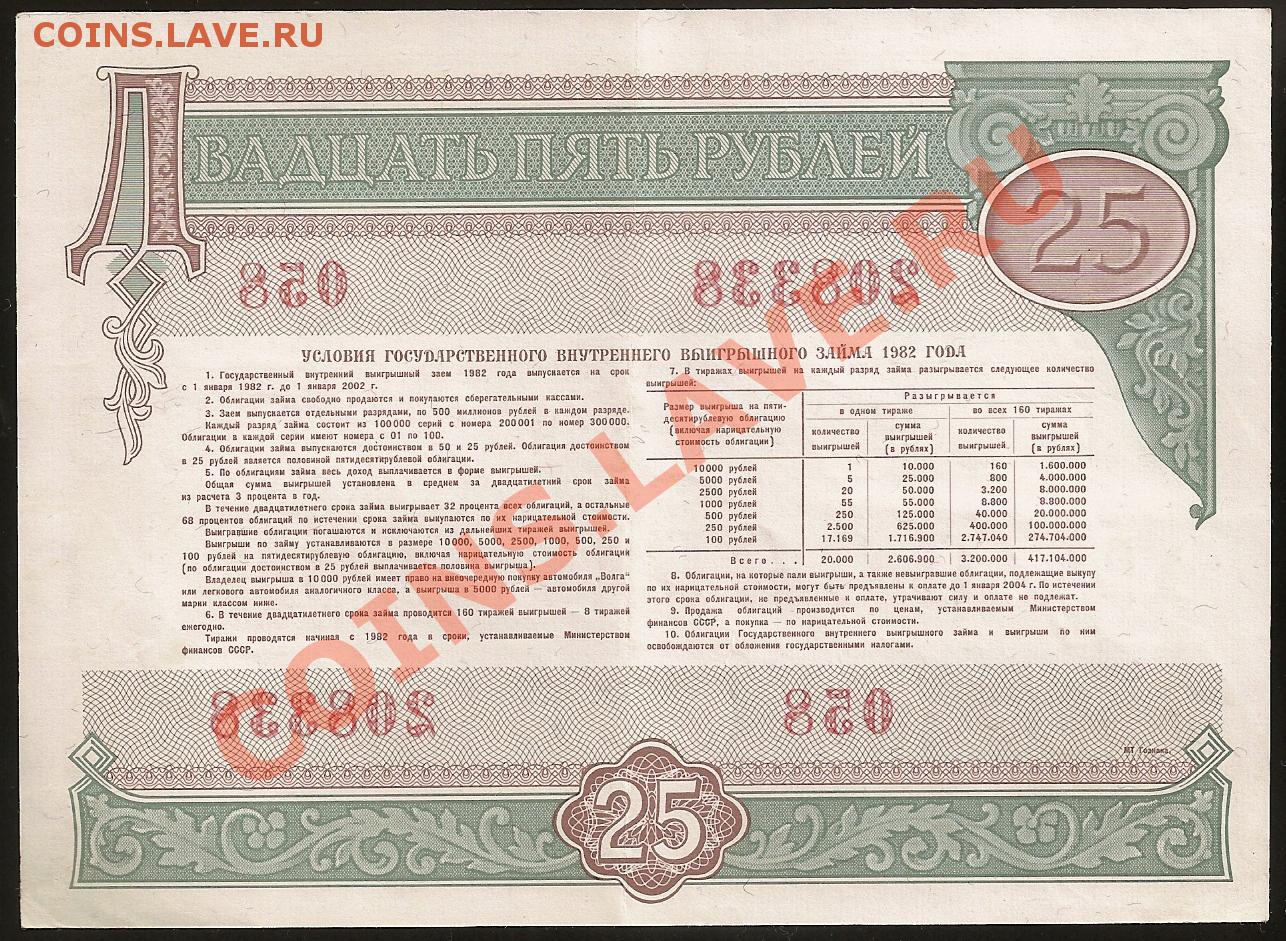 COINS.LAVE.RU
ДВАДЦАТЬ ПЯТЬ РУБЛЕЙ
25
058 208338
УСЛОВИЯ ГОСУДАРСТВЕННОГО ВНУТРЕННЕГО ВЫИГРЫШНОГО ЗАЙМА 1982 ГОДА
1. Государственный внутренний выигрышный заем 1982 года выпускается на срок
с 1 января 1982 г. до 1 января 2002 г.
2. Облигации займа свободно продаются и покупаются сберегательными кассами.
3. Заем выпускается отдельными разрядами, по 500 миллионов рублей в каждом разряде.
Каждый разряд займа состоит из 100000 серий с номера 200001 по номер 300000.
Облигации в каждой серии имеют номера с 01 по 100.
4. Облигации займа выпускаются достоинством в 50 и 25 рублей. Облигация достоинством
в 25 рублей является половиной пятидесятирублевой облигации.
5. По облигациям займа весь доход выплачивается в форме выигрышей.
Общая сумма выигрышей установлена в среднем за двадцатилетний срок займа
из расчета 3 процента в год.
В течение двадцатилетнего срока займа выигрывает 32 процента всех облигаций, а остальные
68 процентов облигаций по истечении срока займа выкупаются по их нарицательной стоимости.
Выигравшие облигации погашаются и исключаются из дальнейших тиражей выигрышей.
Выигрыши по займу устанавливаются в размере 10000, 5000, 2500, 1000, 500, 250 и
100 рублей на пятидесятирублевую облигацию, включая нарицательную стоимость облигации
(по облигациям достоинством в 25 рублей выплачивается половина выигрыша).
Владелец выигрыша в 10000 рублей имеет право на внеочередную покупку автомобиля „Волга"
или легкового автомобиля аналогичного класса, а выигрыша в 5000 рублей — автомобиля другой
марки классом ниже.
6. В течение двадцатилетнего срока займа проводится 160 тиражей выигрышей — 8 тиражей
ежегодно.
Тиражи проводятся начиная с 1982 года в сроки, устанавливаемые Министерством
финансов СССР.
7. В тиражах выигрышей на каждый разряд займа разыгрывается следующее количество
выигрышей:
Размер выигрыша на пяти-
десятирублевую облигацию
(включая нарицательную
стоимость облигации)
Разыгрывается
в одном тираже во всех 160 тиражах
количество выигрышей сумма выигрышей (в рублях) количество выигрышей сумма выигрышей (в рублях)
10000 рублей 1 10.000 160 1.600.000
5000 рублей 5 25.000 800 4.000.000
2500 рублей 20 50.000 3.200 8.000.000
1000 рублей 55 55.000 8.800 8.800.000
500 рублей 250 125.000 40.000 20.000.000
250 рублей 2.500 625.000 400.000 100.000.000
100 рублей 17.169 1.716.900 2.747.040 274.704.000
Всего... 20.000 2.606.900 3.200.000 417.104.000
8. Облигации, на которые пали выигрыши, а также невыигравшие облигации, подлежащие выкупу
по их нарицательной стоимости, могут быть предъявлены к оплате до 1 января 2004 г. По истечении
этого срока облигации, не предъявленные к оплате, утрачивают силу и оплате не подлежат.
9. Продажа облигаций производится по ценам, устанавливаемым Министерством
финансов СССР, а покупка — по нарицательной стоимости.
10. Облигации Государственного внутреннего выигрышного займа и выигрыши по ним
освобождаются от обложения государственными налогами.
COINS.LAVE.RU
208338 058
МТ Гознака.
25